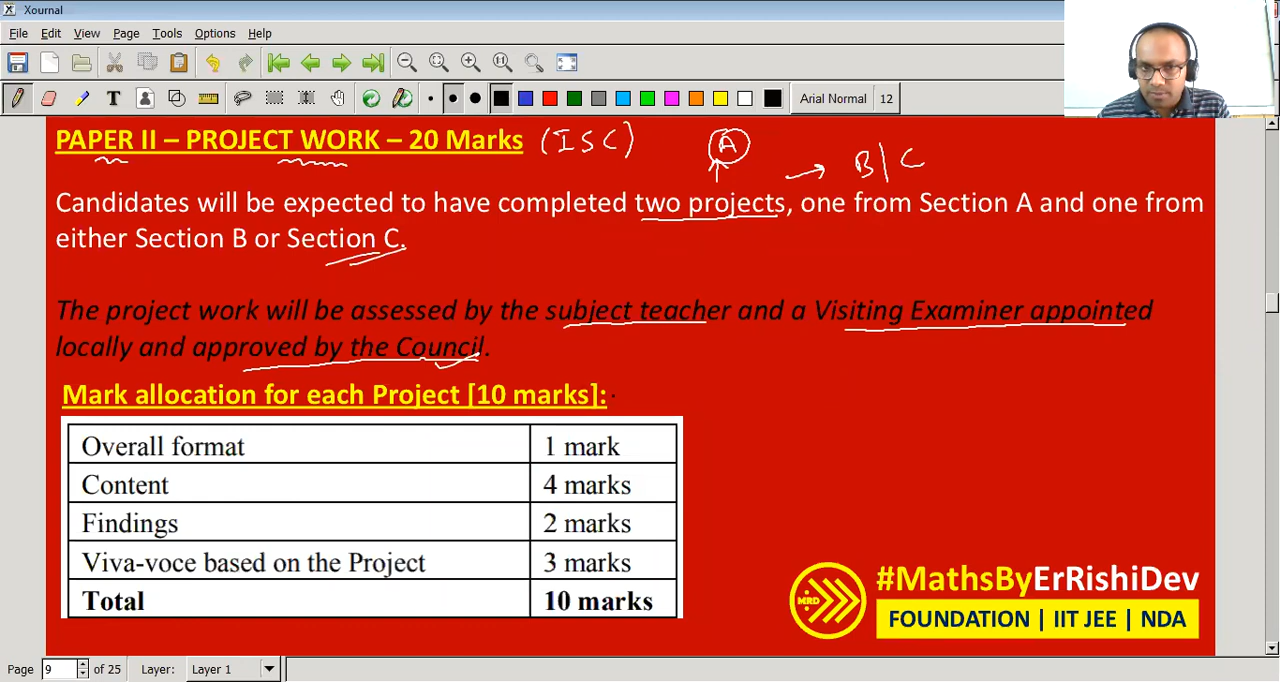 Xournal
File Edit View Page Tools Options Help
Arial Normal 12
PAPER II – PROJECT WORK – 20 Marks (ISC) A → B|C
Candidates will be expected to have completed two projects, one from Section A and one from
either Section B or Section C.
The project work will be assessed by the subject teacher and a Visiting Examiner appointed
locally and approved by the Council.
Mark allocation for each Project [10 marks]:
Overall format 1 mark
Content 4 marks
Findings 2 marks
Viva-voce based on the Project 3 marks
Total 10 marks
MRD
#MathsByErRishiDev
FOUNDATION | IIT JEE | NDA
Page 9 of 25 Layer: Layer 1